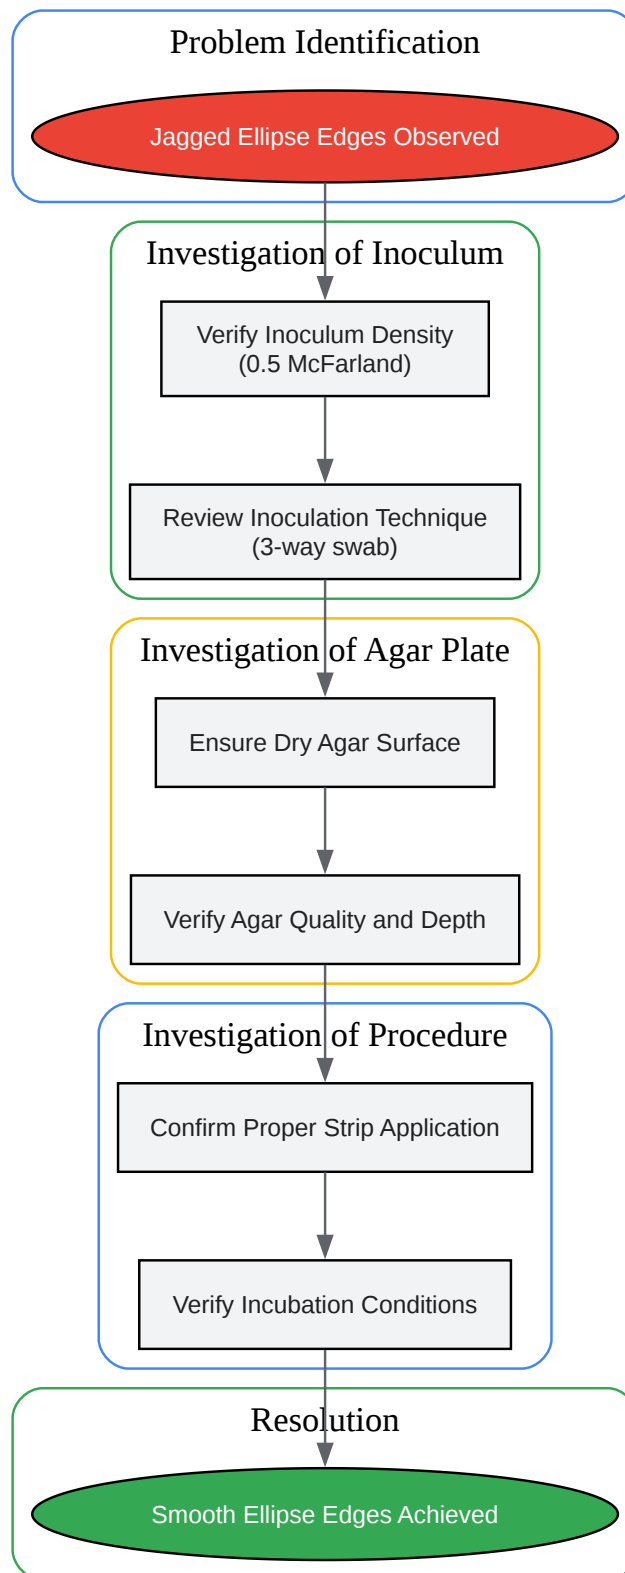 Problem Identification
Jagged Ellipse Edges Observed
Investigation of Inoculum
Verify Inoculum Density
(0.5 McFarland)
Review Inoculation Technique
(3-way swab)
Investigation of Agar Plate
Ensure Dry Agar Surface
Verify Agar Quality and Depth
Investigation of Procedure
Confirm Proper Strip Application
Verify Incubation Conditions
Resolution
Smooth Ellipse Edges Achieved